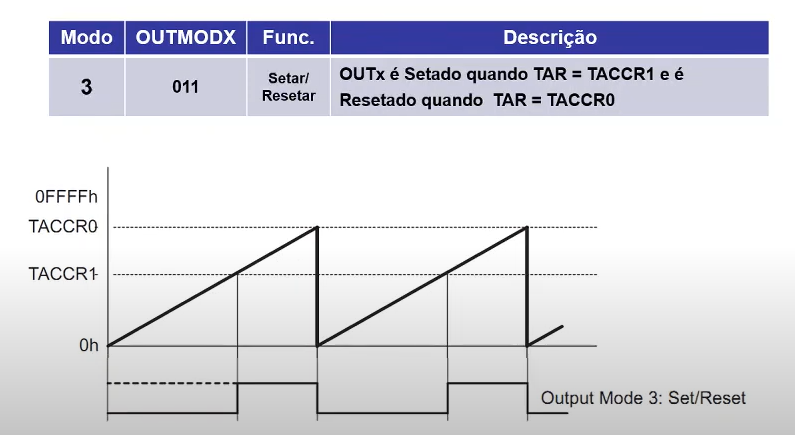 Modo OUTMODX Func. Descrição
3 011 Setar/ Resetar OUTx é Setado quando TAR = TACCR1 e é
Resetado quando TAR = TACCR0
0FFFFh
TACCR0
TACCR1
0h
Output Mode 3: Set/Reset